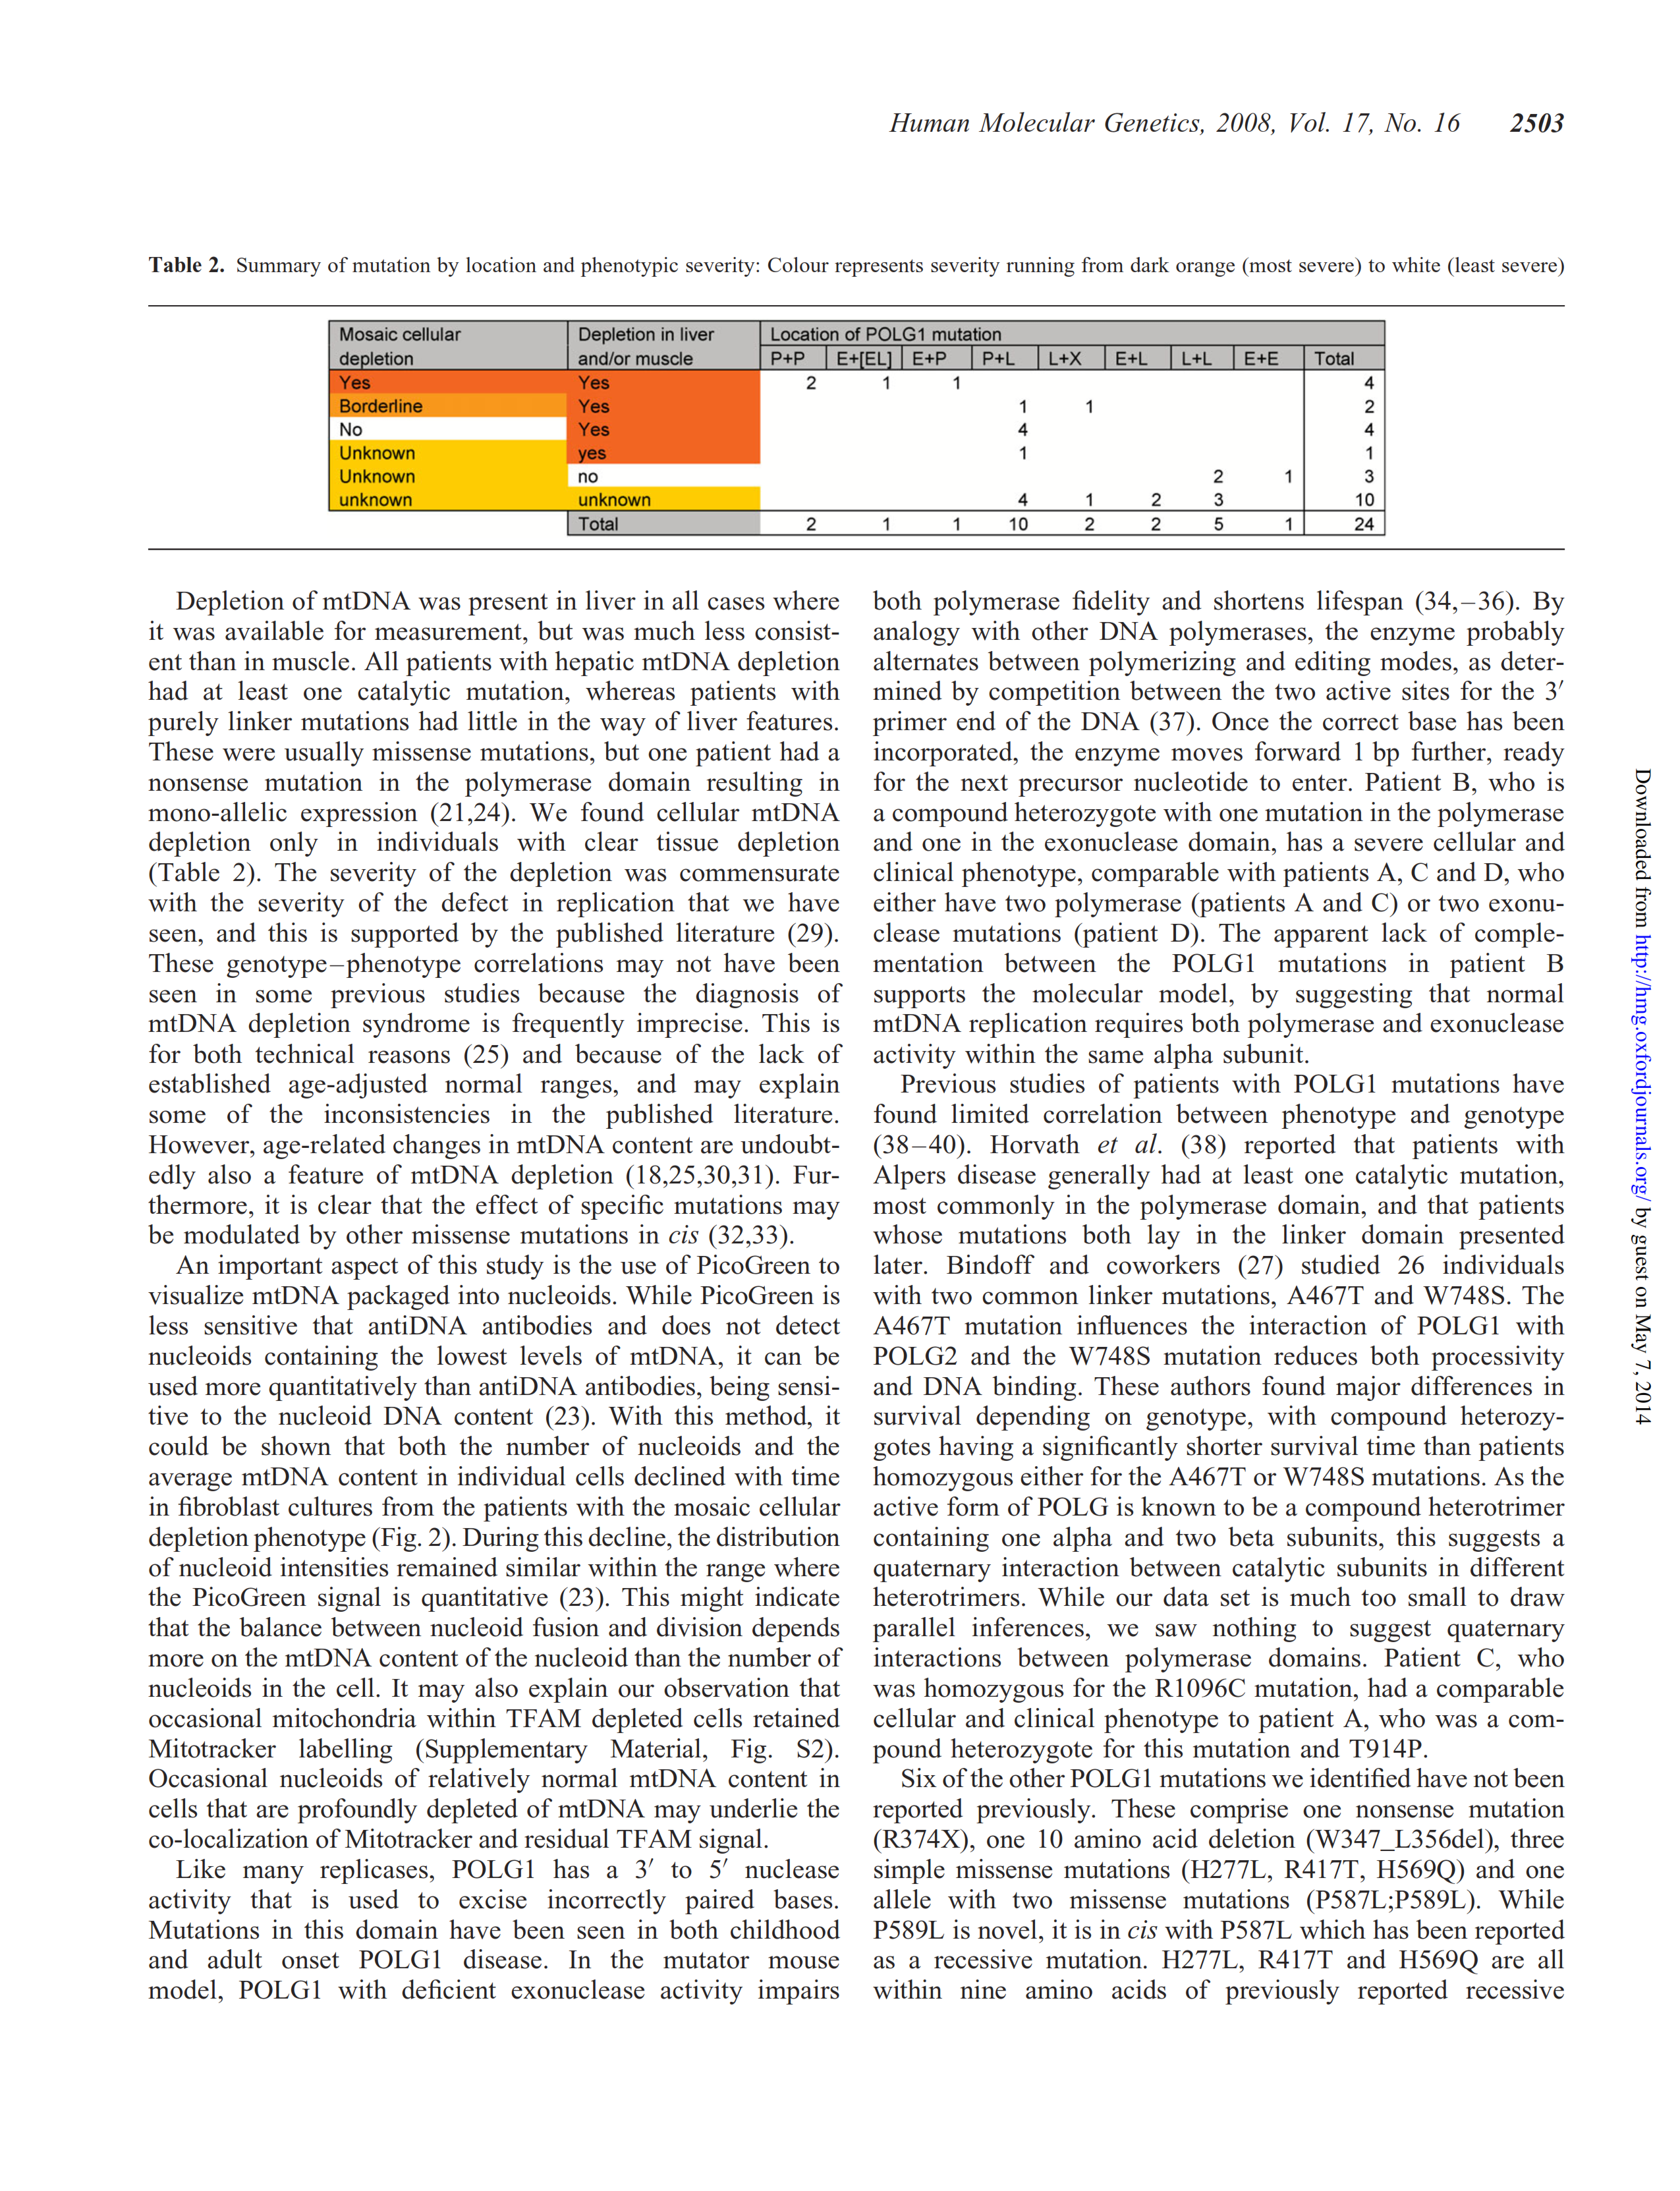 Human Molecular Genetics, 2008, Vol. 17, No. 16 2503
Table 2. Summary of mutation by location and phenotypic severity: Colour represents severity running from dark orange (most severe) to white (least severe)
Mosaic cellular Depletion in liver Location of POLG1 mutation
depletion and/or muscle P+P E+[EL] E+P P+L L+X E+L L+L E+E Total
Yes Yes 2 1 1 4
Borderline Yes 1 1 2
No Yes 4 4
Unknown yes 1 1
Unknown no 2 1 3
unknown unknown 4 1 2 3 10
Total 2 1 1 10 2 2 5 1 24
Depletion of mtDNA was present in liver in all cases where
it was available for measurement, but was much less consist-
ent than in muscle. All patients with hepatic mtDNA depletion
had at least one catalytic mutation, whereas patients with
purely linker mutations had little in the way of liver features.
These were usually missense mutations, but one patient had a
nonsense mutation in the polymerase domain resulting in
mono-allelic expression (21,24). We found cellular mtDNA
depletion only in individuals with clear tissue depletion
(Table 2). The severity of the depletion was commensurate
with the severity of the defect in replication that we have
seen, and this is supported by the published literature (29).
These genotype–phenotype correlations may not have been
seen in some previous studies because the diagnosis of
mtDNA depletion syndrome is frequently imprecise. This is
for both technical reasons (25) and because of the lack of
established age-adjusted normal ranges, and may explain
some of the inconsistencies in the published literature.
However, age-related changes in mtDNA content are undoubt-
edly also a feature of mtDNA depletion (18,25,30,31). Fur-
thermore, it is clear that the effect of specific mutations may
be modulated by other missense mutations in cis (32,33).
An important aspect of this study is the use of PicoGreen to
visualize mtDNA packaged into nucleoids. While PicoGreen is
less sensitive that antiDNA antibodies and does not detect
nucleoids containing the lowest levels of mtDNA, it can be
used more quantitatively than antiDNA antibodies, being sensi-
tive to the nucleoid DNA content (23). With this method, it
could be shown that both the number of nucleoids and the
average mtDNA content in individual cells declined with time
in fibroblast cultures from the patients with the mosaic cellular
depletion phenotype (Fig. 2). During this decline, the distribution
of nucleoid intensities remained similar within the range where
the PicoGreen signal is quantitative (23). This might indicate
that the balance between nucleoid fusion and division depends
more on the mtDNA content of the nucleoid than the number of
nucleoids in the cell. It may also explain our observation that
occasional mitochondria within TFAM depleted cells retained
Mitotracker labelling (Supplementary Material, Fig. S2).
Occasional nucleoids of relatively normal mtDNA content in
cells that are profoundly depleted of mtDNA may underlie the
co-localization of Mitotracker and residual TFAM signal.
Like many replicases, POLG1 has a 3′ to 5′ nuclease
activity that is used to excise incorrectly paired bases.
Mutations in this domain have been seen in both childhood
and adult onset POLG1 disease. In the mutator mouse
model, POLG1 with deficient exonuclease activity impairs
both polymerase fidelity and shortens lifespan (34,–36). By
analogy with other DNA polymerases, the enzyme probably
alternates between polymerizing and editing modes, as deter-
mined by competition between the two active sites for the 3′
primer end of the DNA (37). Once the correct base has been
incorporated, the enzyme moves forward 1 bp further, ready
for the next precursor nucleotide to enter. Patient B, who is
a compound heterozygote with one mutation in the polymerase
and one in the exonuclease domain, has a severe cellular and
clinical phenotype, comparable with patients A, C and D, who
either have two polymerase (patients A and C) or two exonu-
clease mutations (patient D). The apparent lack of comple-
mentation between the POLG1 mutations in patient B
supports the molecular model, by suggesting that normal
mtDNA replication requires both polymerase and exonuclease
activity within the same alpha subunit.
Previous studies of patients with POLG1 mutations have
found limited correlation between phenotype and genotype
(38–40). Horvath et al. (38) reported that patients with
Alpers disease generally had at least one catalytic mutation,
most commonly in the polymerase domain, and that patients
whose mutations both lay in the linker domain presented
later. Bindoff and coworkers (27) studied 26 individuals
with two common linker mutations, A467T and W748S. The
A467T mutation influences the interaction of POLG1 with
POLG2 and the W748S mutation reduces both processivity
and DNA binding. These authors found major differences in
survival depending on genotype, with compound heterozy-
gotes having a significantly shorter survival time than patients
homozygous either for the A467T or W748S mutations. As the
active form of POLG is known to be a compound heterotrimer
containing one alpha and two beta subunits, this suggests a
quaternary interaction between catalytic subunits in different
heterotrimers. While our data set is much too small to draw
parallel inferences, we saw nothing to suggest quaternary
interactions between polymerase domains. Patient C, who
was homozygous for the R1096C mutation, had a comparable
cellular and clinical phenotype to patient A, who was a com-
pound heterozygote for this mutation and T914P.
Six of the other POLG1 mutations we identified have not been
reported previously. These comprise one nonsense mutation
(R374X), one 10 amino acid deletion (W347_L356del), three
simple missense mutations (H277L, R417T, H569Q) and one
allele with two missense mutations (P587L;P589L). While
P589L is novel, it is in cis with P587L which has been reported
as a recessive mutation. H277L, R417T and H569Q are all
within nine amino acids of previously reported recessive
Downloaded from http://hmg.oxfordjournals.org/ by guest on May 7, 2014